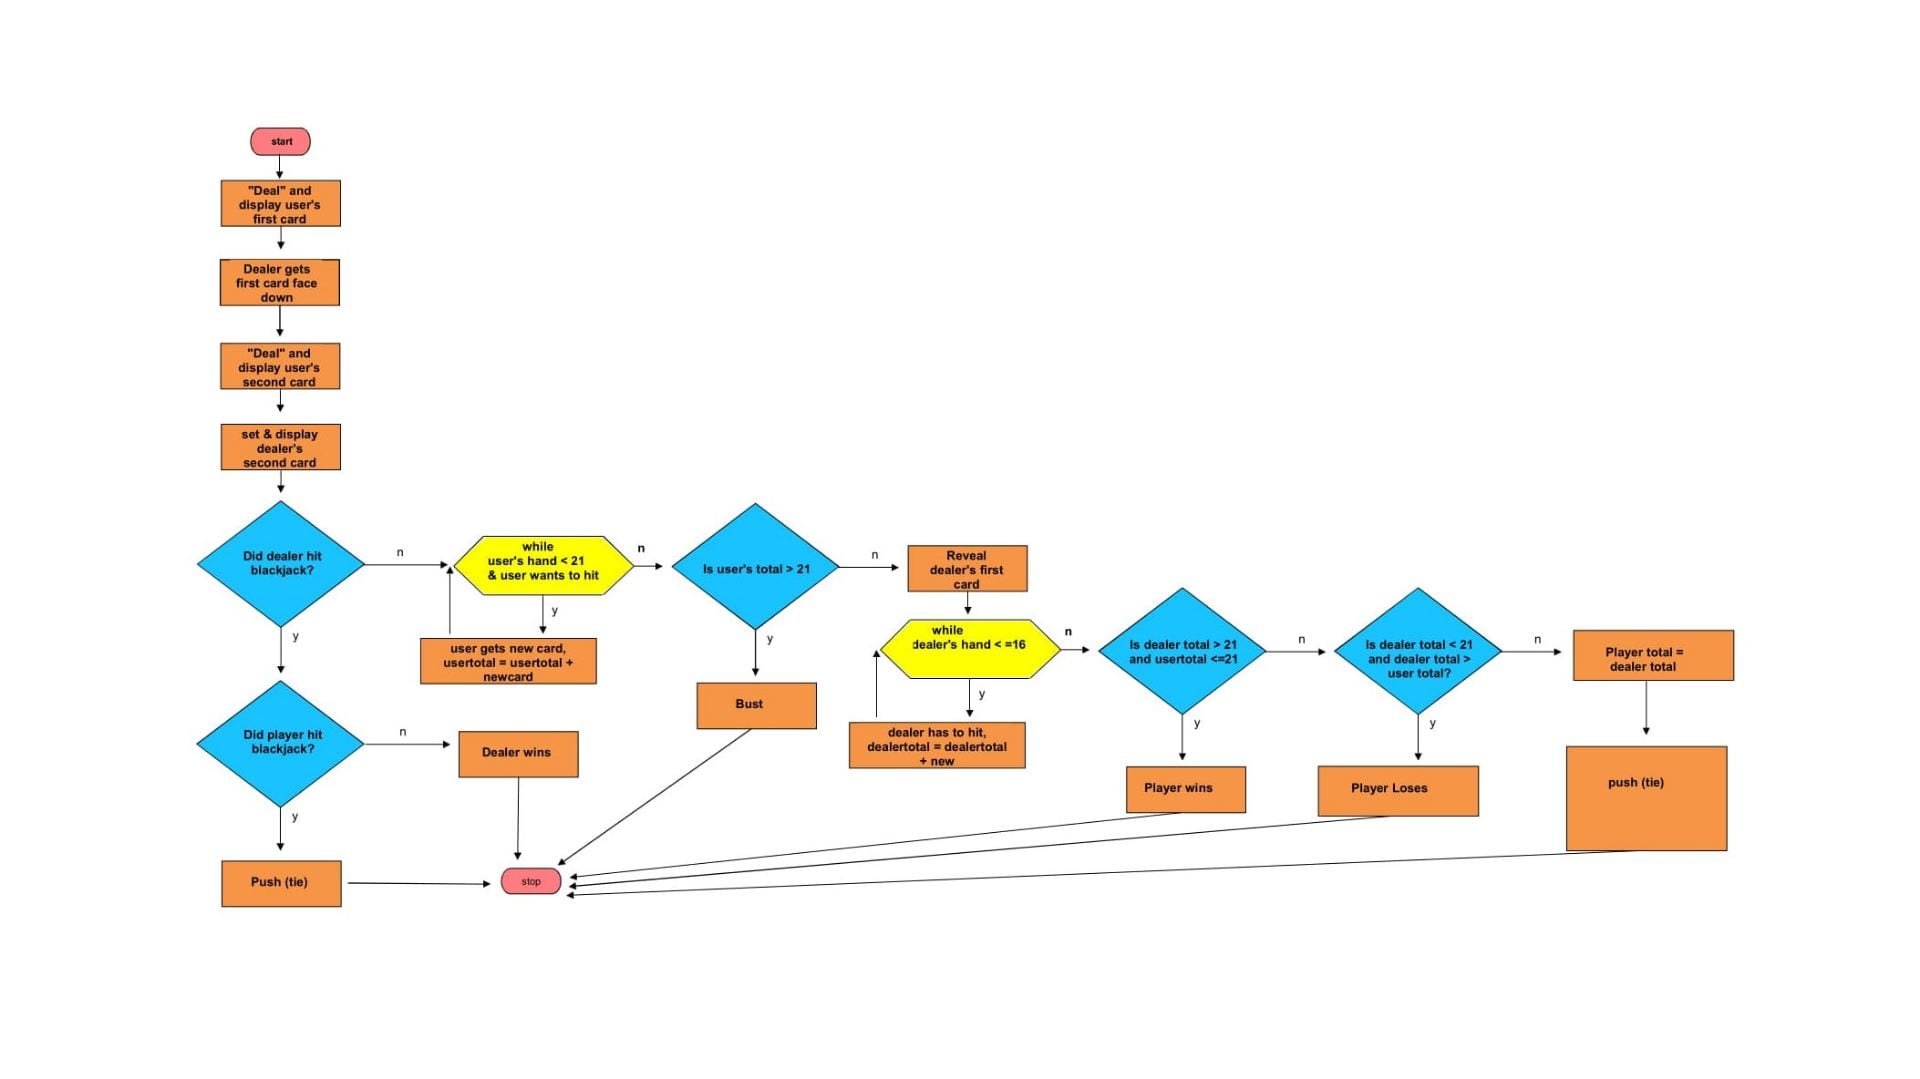 start
"Deal" and
display user's
first card
Dealer gets
first card face
down
"Deal" and
display user's
second card
set & display
dealer's
second card
Did dealer hit
blackjack?
n
y
while
user's hand < 21
& user wants to hit
n
y
user gets new card,
usertotal = usertotal +
newcard
Is user's total > 21
n
y
Bust
Reveal
dealer's first
card
while
dealer's hand < =16
n
y
dealer has to hit,
dealertotal = dealertotal
+ new
Is dealer total > 21
and usertotal <=21
n
y
Player wins
Is dealer total < 21
and dealer total >
user total?
n
y
Player Loses
Player total =
dealer total
push (tie)
Did player hit
blackjack?
n
y
Dealer wins
Push (tie)
stop